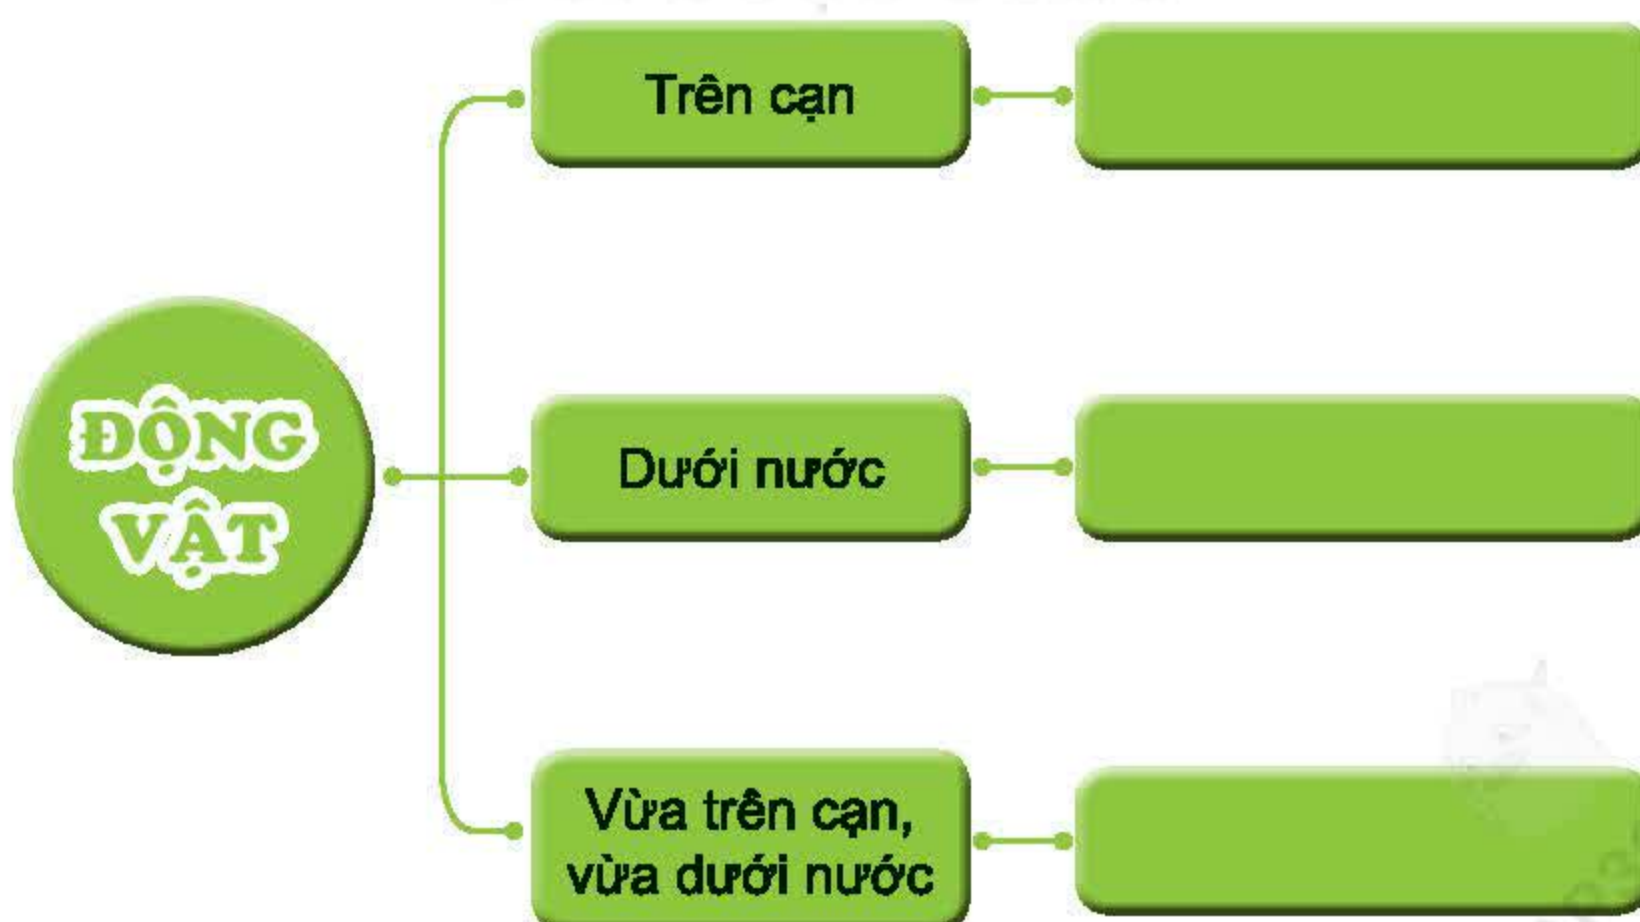 Trên cạn
ĐỘNG
VẬT
Dưới nước
Vừa trên cạn,
vừa dưới nước